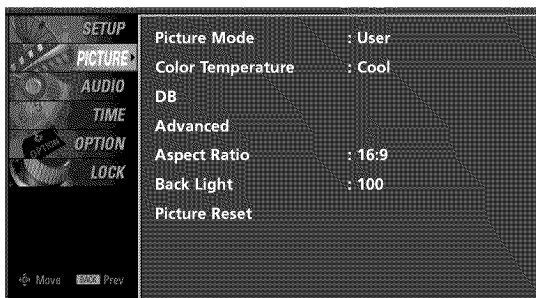 SETUP
PICTURE
AUDIO
TIME
OPTION
LOCK
Picture Mode : User
Color Temperature : Cool
DB
Advanced
Aspect Ratio : 16:9
Back Light : 100
Picture Reset
Move BACK Prev